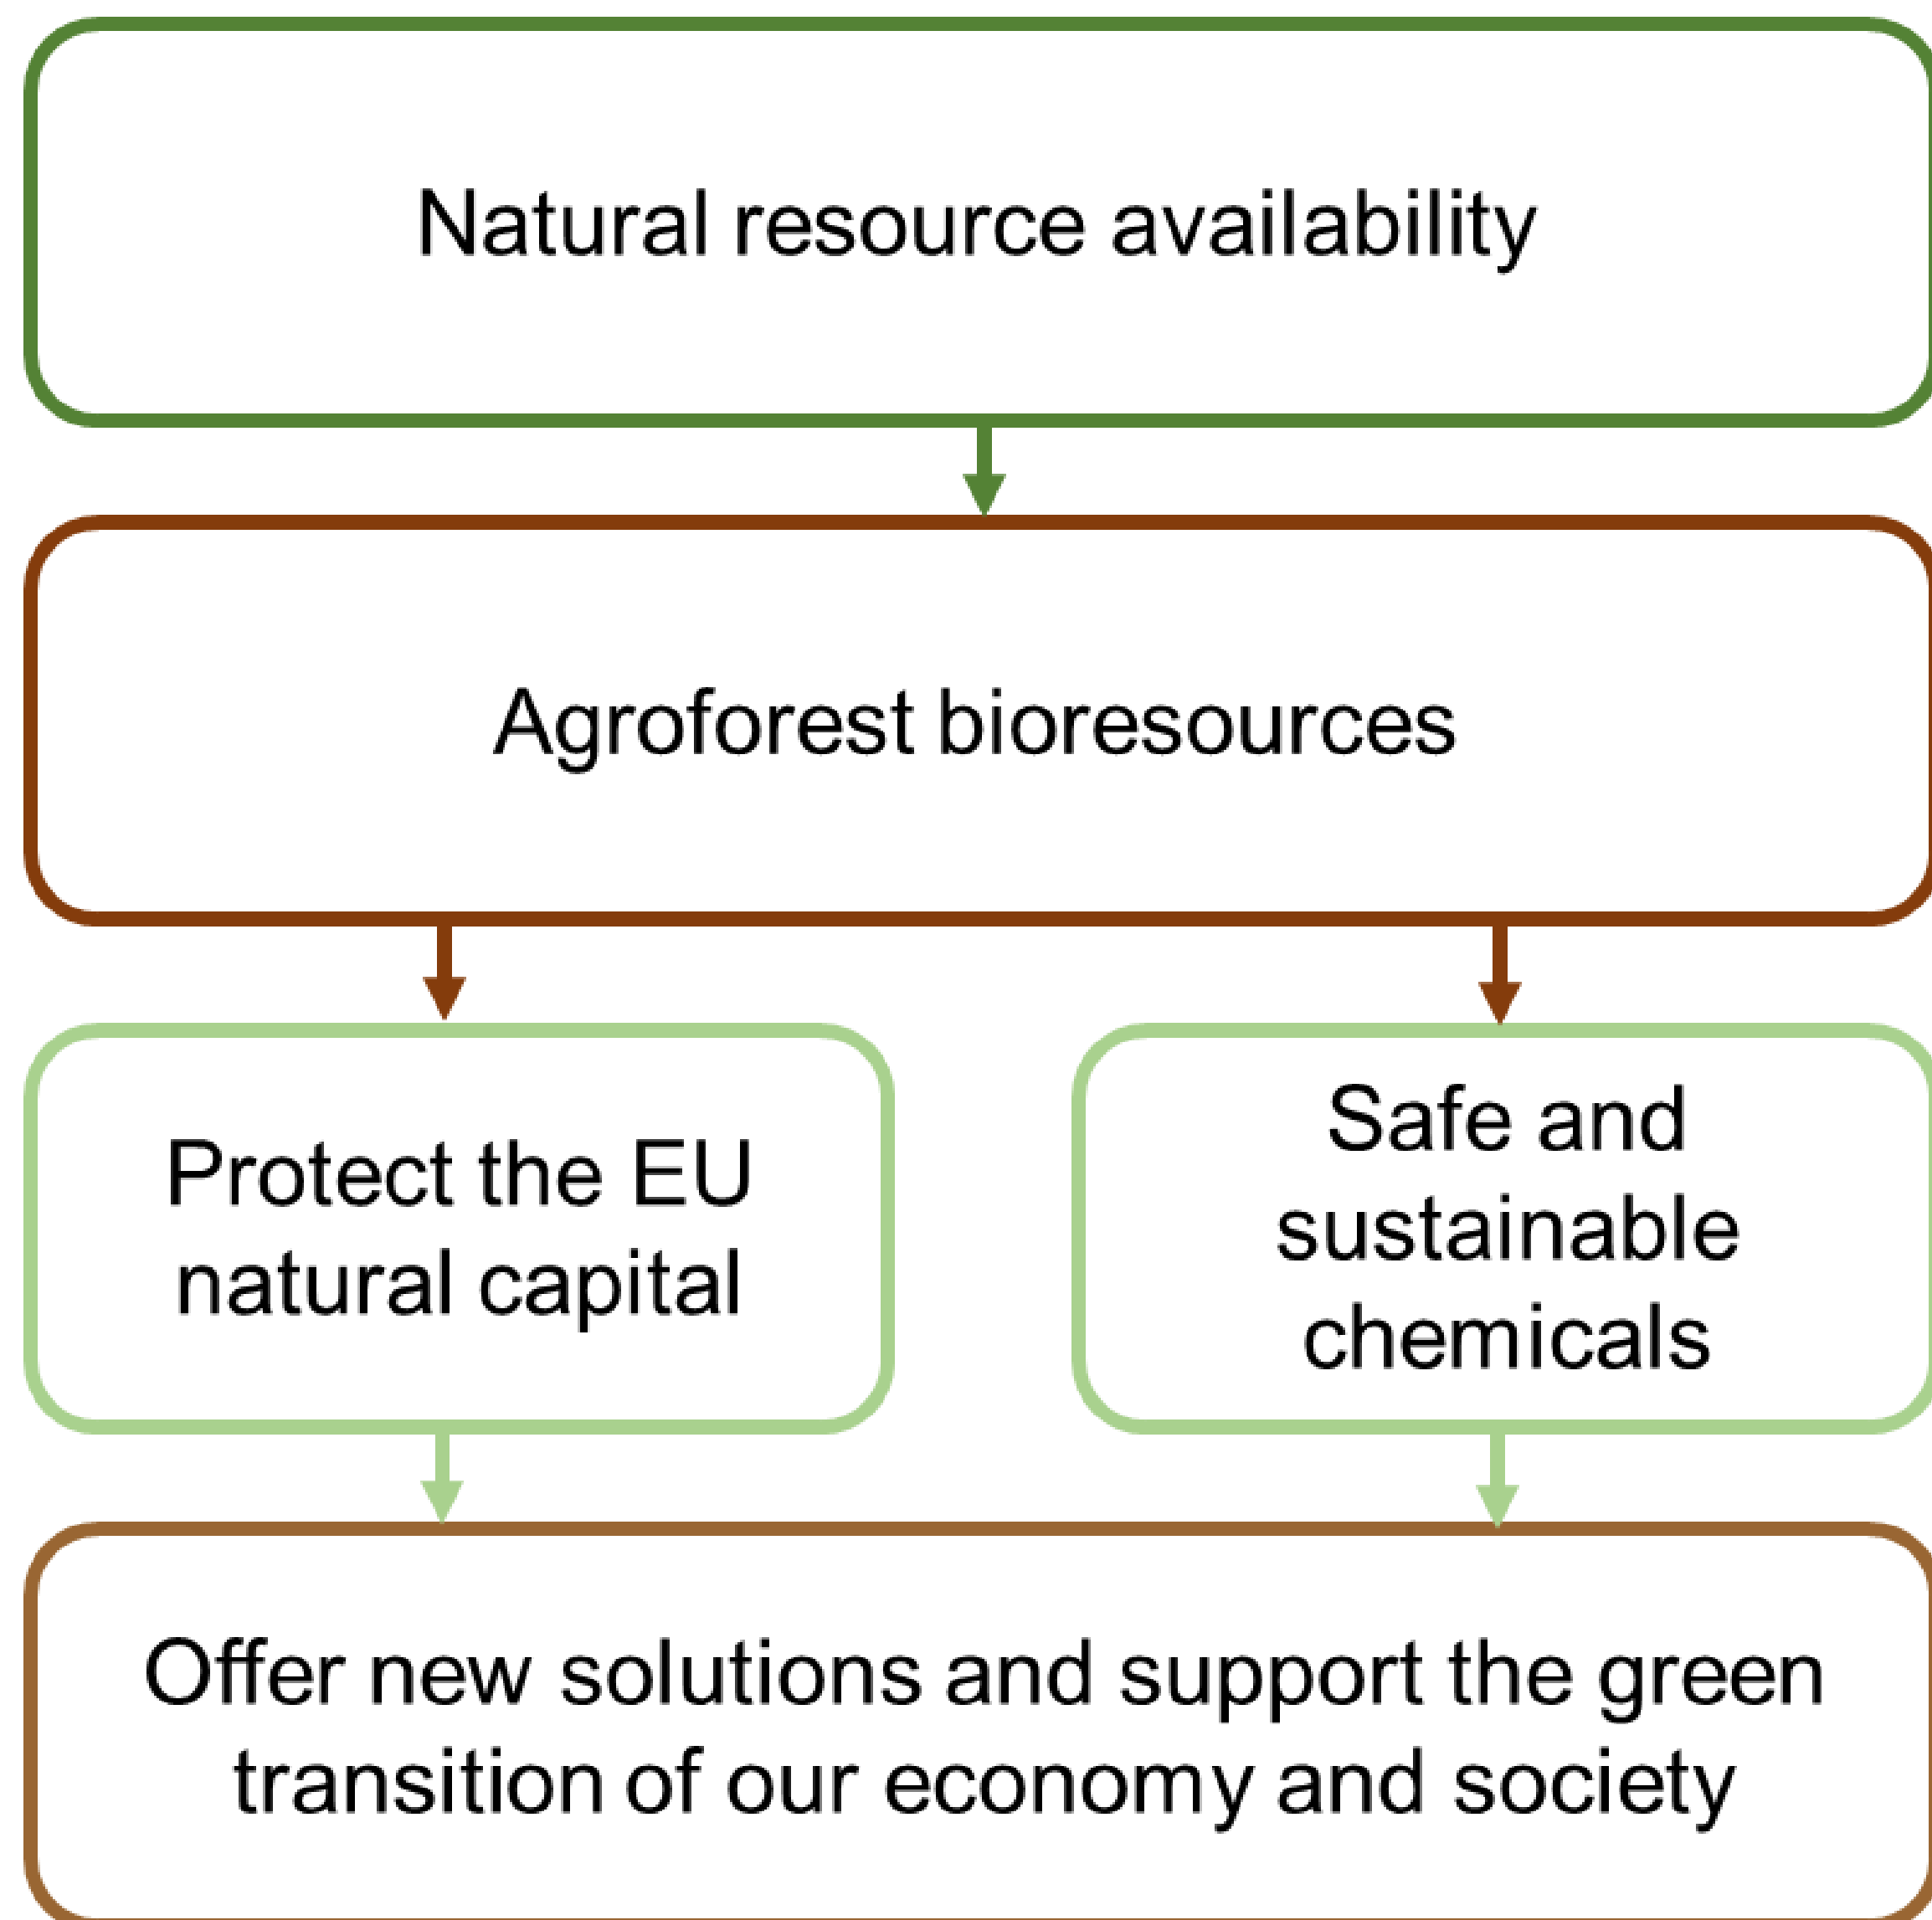 Natural resource availability
Agroforest bioresources
Protect the EU
natural capital
Safe and
sustainable
chemicals
Offer new solutions and support the green
transition of our economy and society